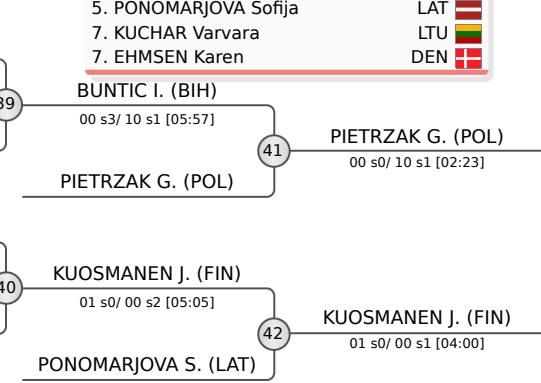 5. PONOMARJOVA Sofija LAT
7. KUCHAR Varvara LTU
7. EHMSEN Karen DEN
BUNTIC I. (BIH)
39
00 s3/ 10 s1 [05:57]
PIETRZAK G. (POL)
41
00 s0/ 10 s1 [02:23]
PIETRZAK G. (POL)
KUOSMANEN J. (FIN)
40
01 s0/ 00 s2 [05:05]
KUOSMANEN J. (FIN)
42
01 s0/ 00 s1 [04:00]
PONOMARJOVA S. (LAT)